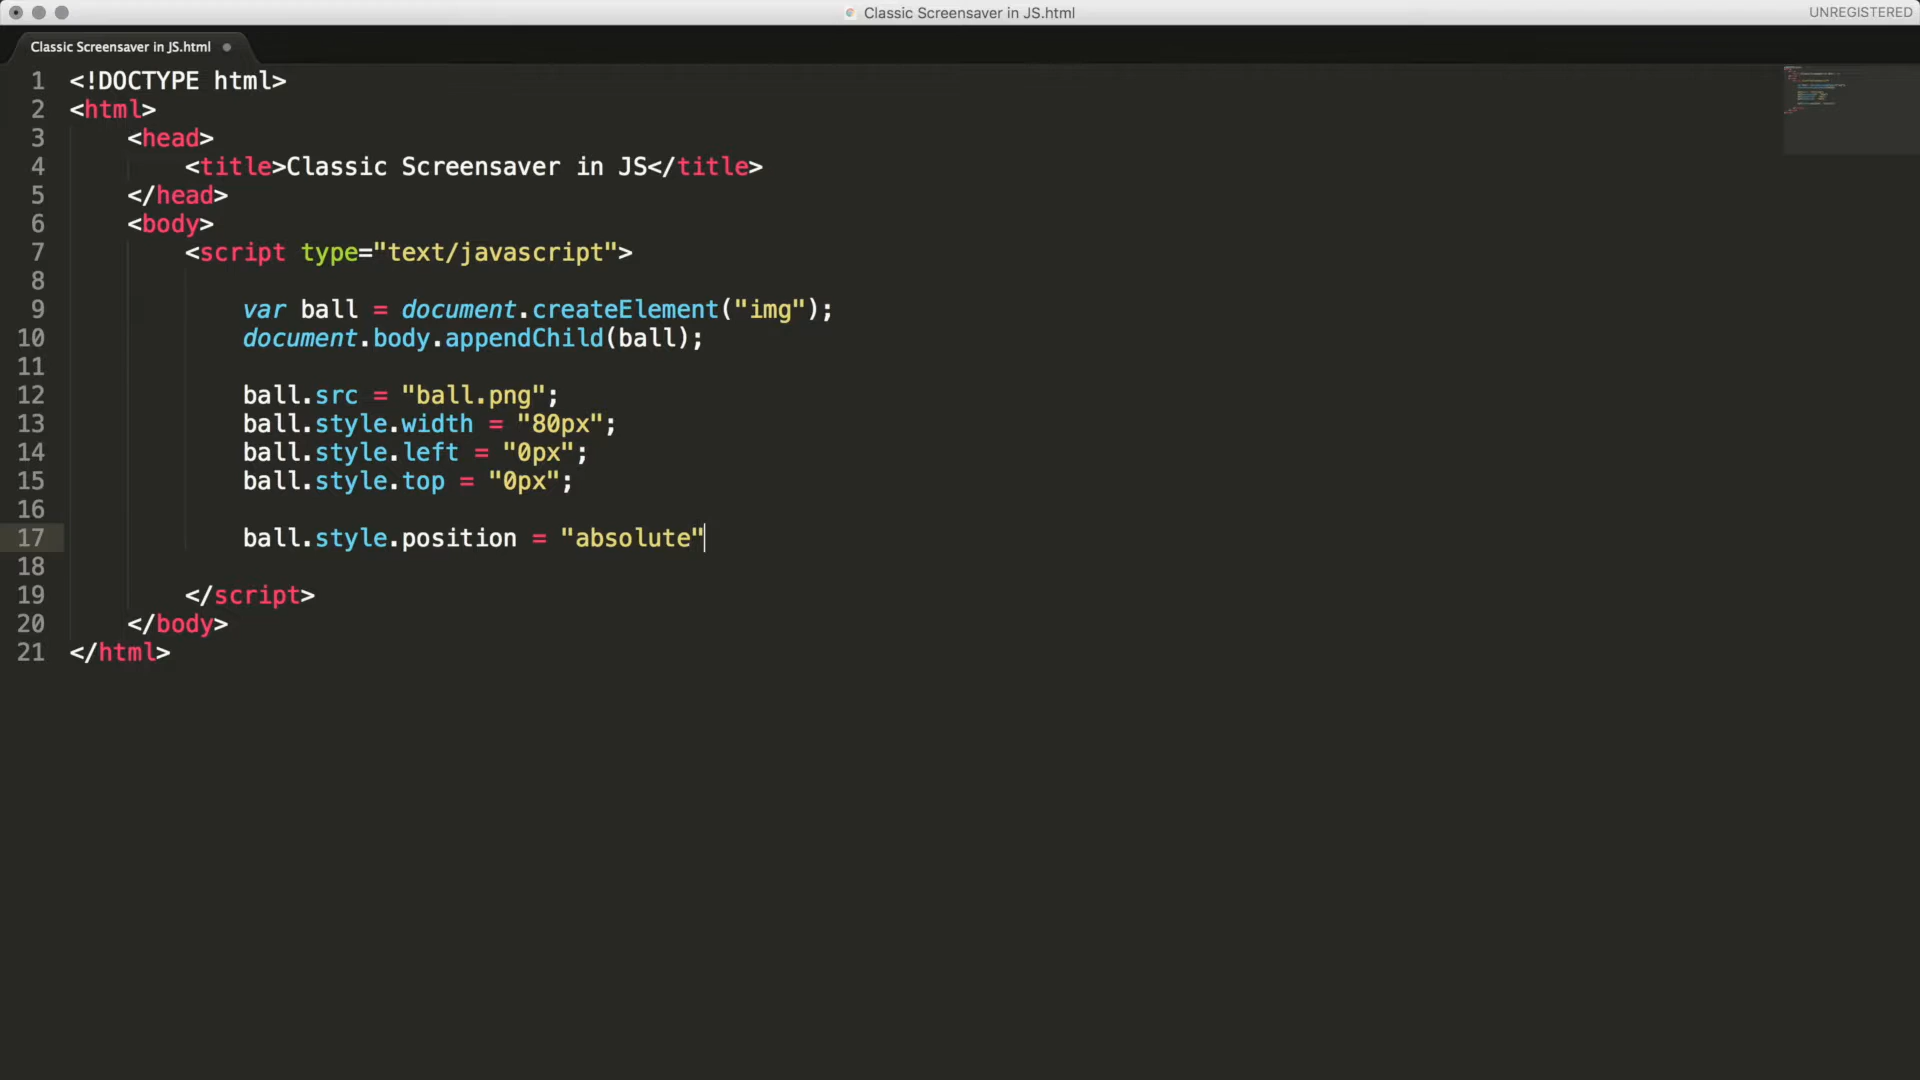 Classic Screensaver in JS.html
UNREGISTERED
Classic Screensaver in JS.html
1 <!DOCTYPE html>
2 <html>
3 <head>
4 <title>Classic Screensaver in JS</title>
5 </head>
6 <body>
7 <script type="text/javascript">
8
9 var ball = document.createElement("img");
10 document.body.appendChild(ball);
11
12 ball.src = "ball.png";
13 ball.style.width = "80px";
14 ball.style.left = "0px";
15 ball.style.top = "0px";
16
17 ball.style.position = "absolute"
18
19 </script>
20 </body>
21 </html>